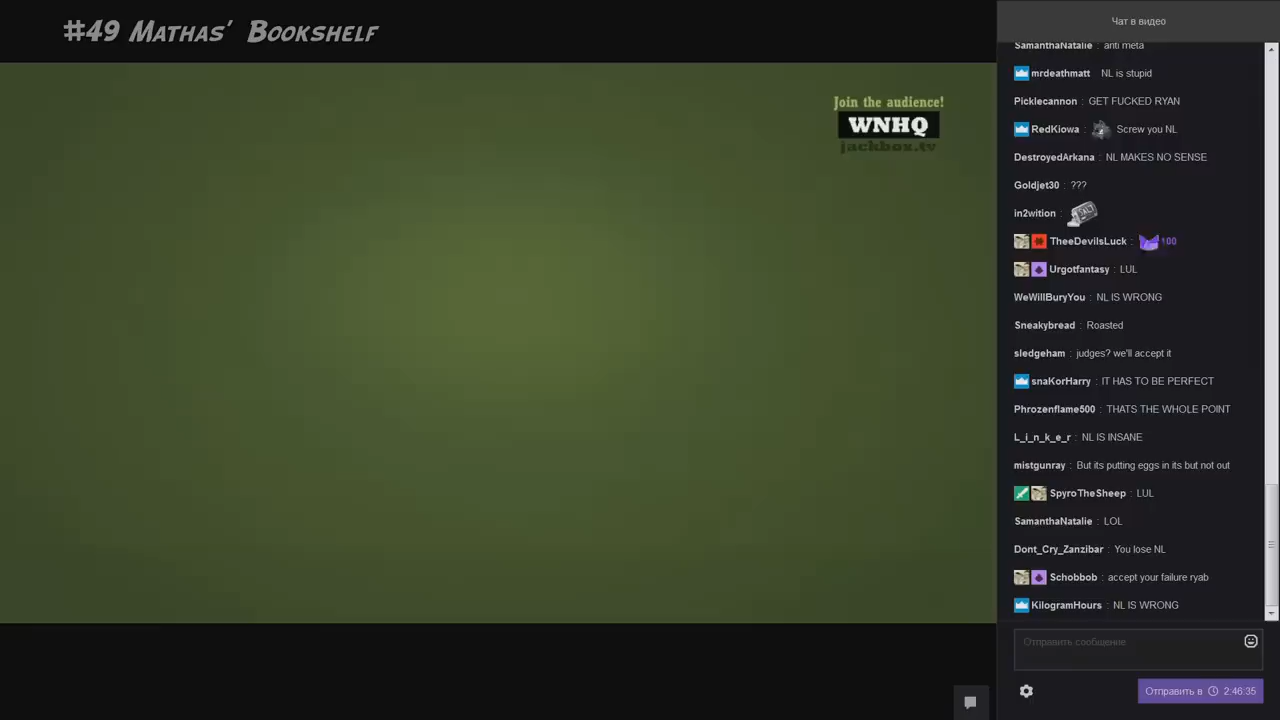 #49 Mathas' Bookshelf
Join the audience!
WNHQ
jackbox.tv
Чат в видео
SamanthaNatalie : anti meta
mrdeathmatt NL is stupid
Picklecannon : GET FUCKED RYAN
RedKiowa : Screw you NL
DestroyedArkana : NL MAKES NO SENSE
Goldjet30 : ???
in2wition :
TheeDevilsLuck : 100
Urgotfantasy : LUL
WeWillBuryYou : NL IS WRONG
Sneakybread : Roasted
sledgeham : judges? we'll accept it
snaKorHarry : IT HAS TO BE PERFECT
Phrozenflame500 : THATS THE WHOLE POINT
L_i_n_k_e_r : NL IS INSANE
mistgunray : But its putting eggs in its but not out
SpyroTheSheep : LUL
SamanthaNatalie : LOL
Dont_Cry_Zanzibar : You lose NL
Schobbob : accept your failure ryab
KilogramHours : NL IS WRONG
Отправить сообщение
Отправить в 2:46:35